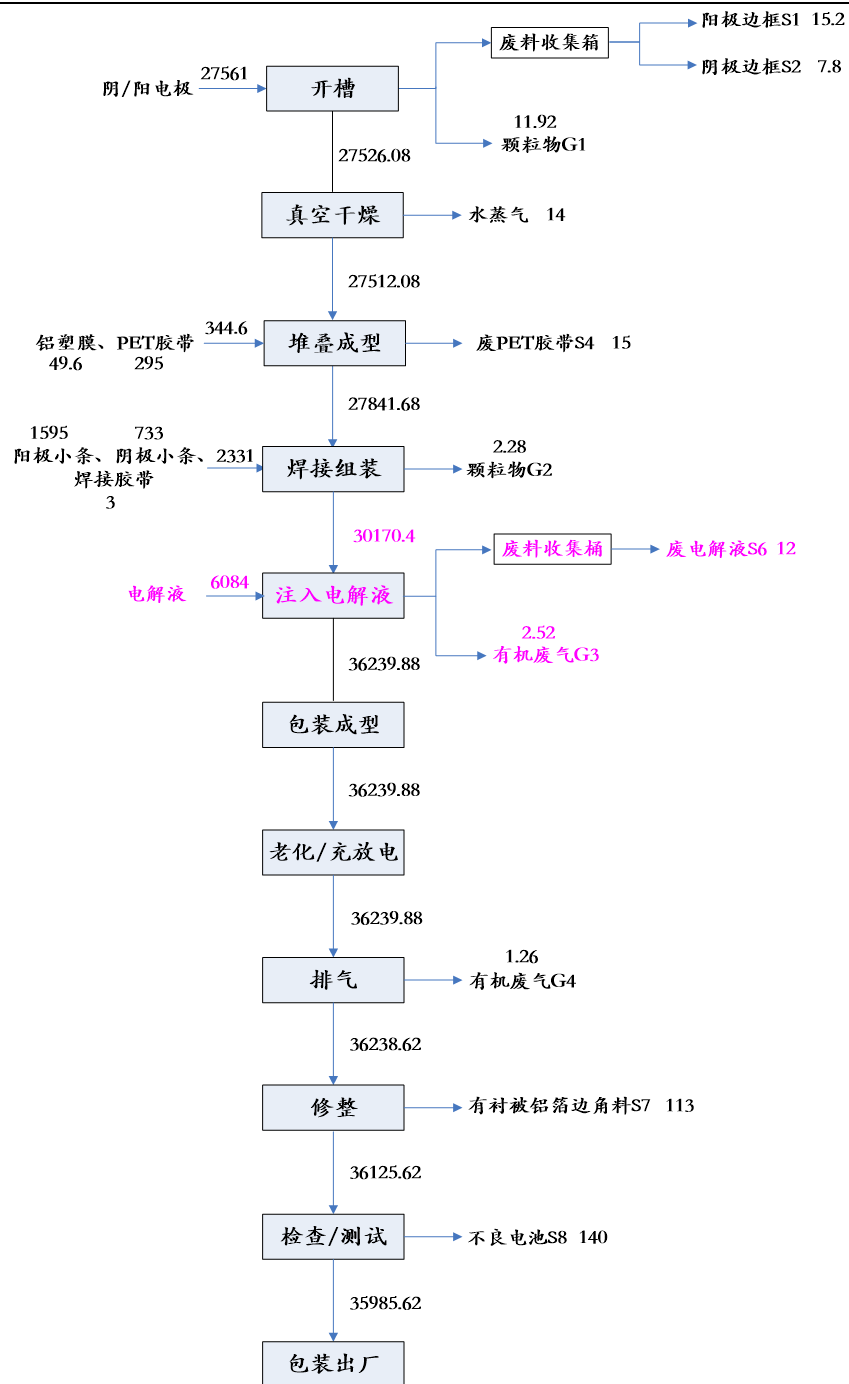 阳极边框S1 15.2
废料收集箱
阴极边框S2 7.8
27561
阴/阳电极
开槽
11.92
颗粒物G1
27526.08
真空干燥
水蒸气 14
27512.08
344.6
铝塑膜、PET胶带
49.6 295
堆叠成型
废PET胶带S4 15
27841.68
1595 733
阳极小条、阴极小条、
焊接胶带
3
2331
焊接组装
2.28
颗粒物G2
30170.4
废料收集桶
废电解液S6 12
电解液
6084
注入电解液
2.52
有机废气G3
36239.88
包装成型
36239.88
老化/充放电
36239.88
排气
1.26
有机废气G4
36238.62
修整
有衬被铝箔边角料S7 113
36125.62
检查/测试
不良电池S8 140
35985.62
包装出厂